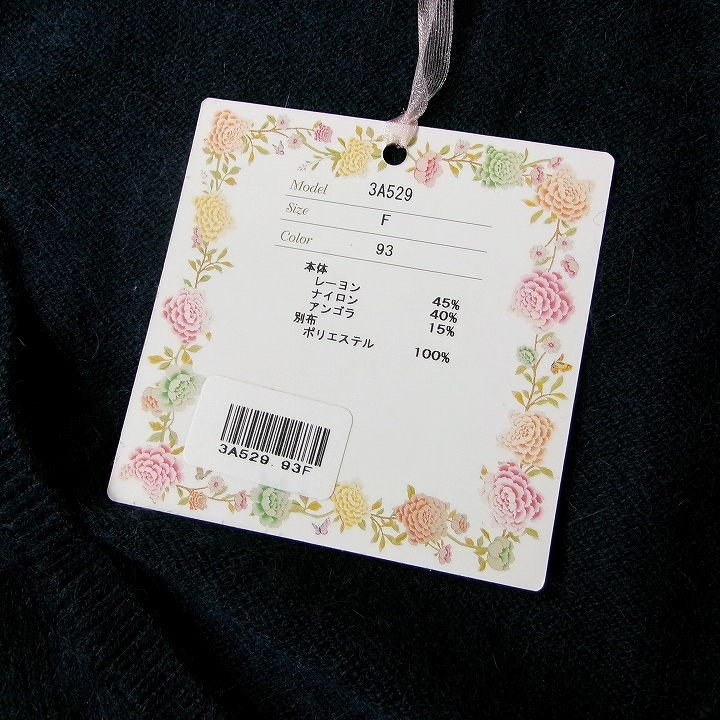 Model 3A529
Size F
Color 93
本体
レーヨン 45%
ナイロン 40%
アンゴラ 15%
別布
ポリエステル 100%
3A529 93F